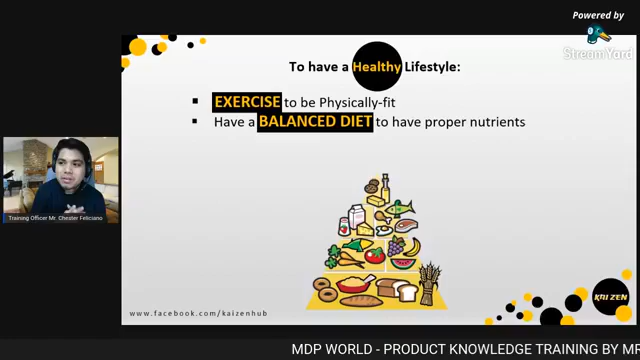 Powered by
StreamYard
To have a Healthy Lifestyle:
EXERCISE to be Physically-fit
Have a BALANCED DIET to have proper nutrients
Training Officer Mr. Chester Feliciano
KAIZEN
www.facebook.com/kaizenhub
MDP WORLD - PRODUCT KNOWLEDGE TRAINING BY MR